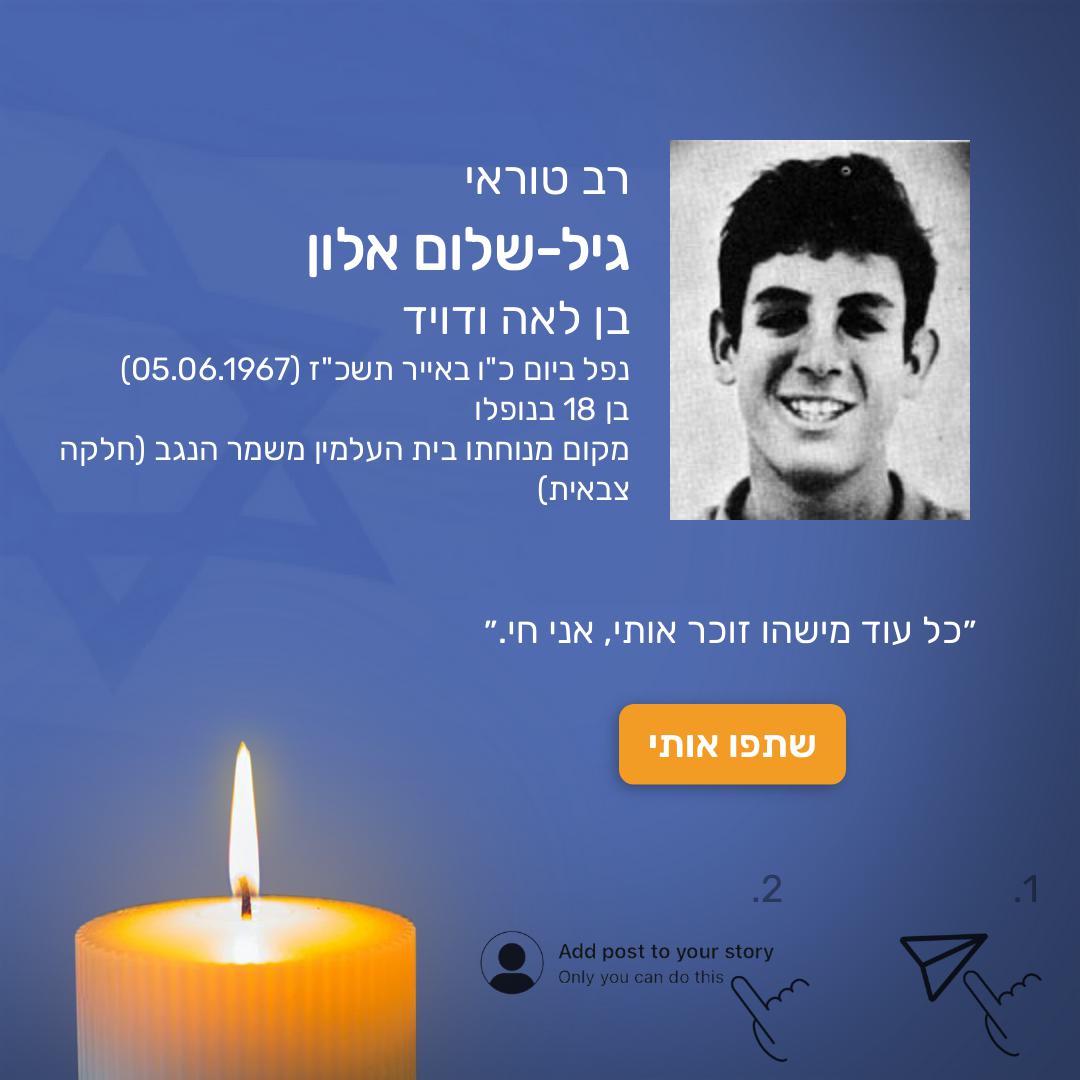 רב טוראי
גיל-שלום אלון
בן לאה ודויד
נפל ביום כ"ו באייר תשכ"ז (05.06.1967)
בן 18 בנופלו
מקום מנוחתו בית העלמין משמר הנגב (חלקה
צבאית)
״כל עוד מישהו זוכר אותי, אני חי.״
שתפו אותי
1.
2.
Add post to your story
Only you can do this